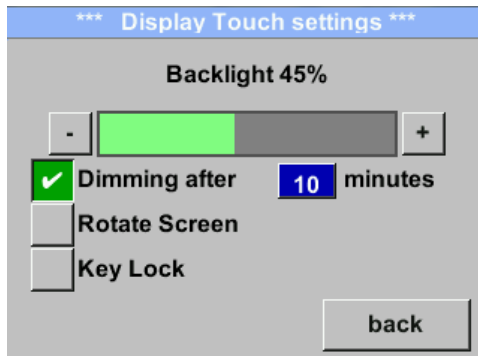 *** Display Touch settings ***
Backlight 45%
- +
Dimming after 10 minutes
Rotate Screen
Key Lock
back